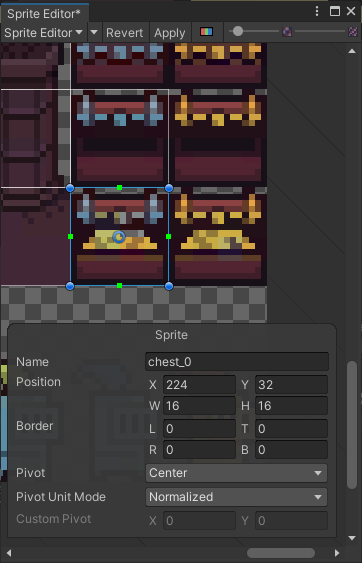 Sprite Editor*
Sprite Editor Revert Apply
Sprite
Name chest_0
Position X 224 Y 32
W 16 H 16
Border L 0 T 0
R 0 B 0
Pivot Center
Pivot Unit Mode Normalized
Custom Pivot X 0 Y 0